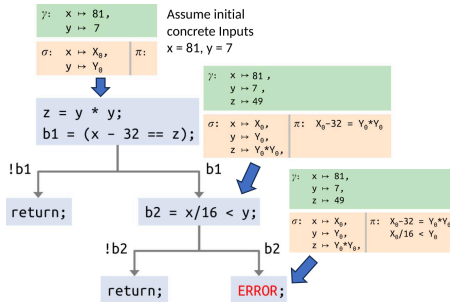 γ: x ↦ 81,
y ↦ 7
Assume initial
concrete Inputs
x = 81, y = 7
σ: x ↦ X₀
y ↦ Y₀
π:
z = y * y;
b1 = (x - 32 == z);
γ: x ↦ 81,
y ↦ 7,
z ↦ 49
σ: x ↦ X₀,
y ↦ Y₀,
z ↦ Y₀*Y₀,
π: X₀-32 = Y₀*Y₀
!b1
b1
return;
b2 = x/16 < y;
γ: x ↦ 81,
y ↦ 7,
z ↦ 49
σ: x ↦ X₀,
y ↦ Y₀,
z ↦ Y₀*Y₀,
π: X₀-32 = Y₀*Y₀
X₀/16 < Y₀
!b2
b2
return;
ERROR;